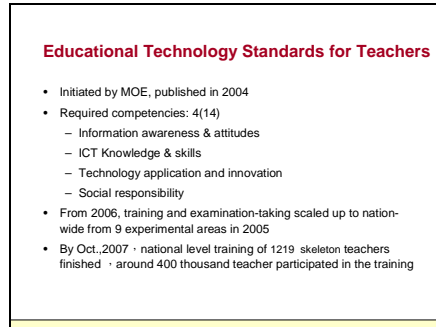 Educational Technology Standards for Teachers
• Initiated by MOE, published in 2004
• Required competencies: 4(14)
– Information awareness & attitudes
– ICT Knowledge & skills
– Technology application and innovation
– Social responsibility
• From 2006, training and examination-taking scaled up to nation-
wide from 9 experimental areas in 2005
• By Oct.,2007，national level training of 1219 skeleton teachers
finished，around 400 thousand teacher participated in the training